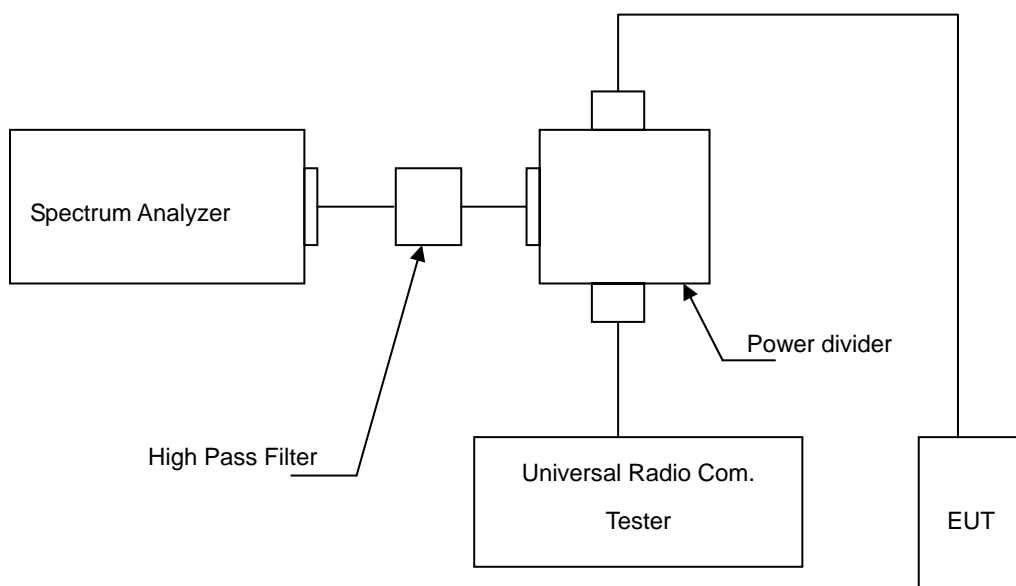 Spectrum Analyzer
Power divider
High Pass Filter
Universal Radio Com.
Tester
EUT